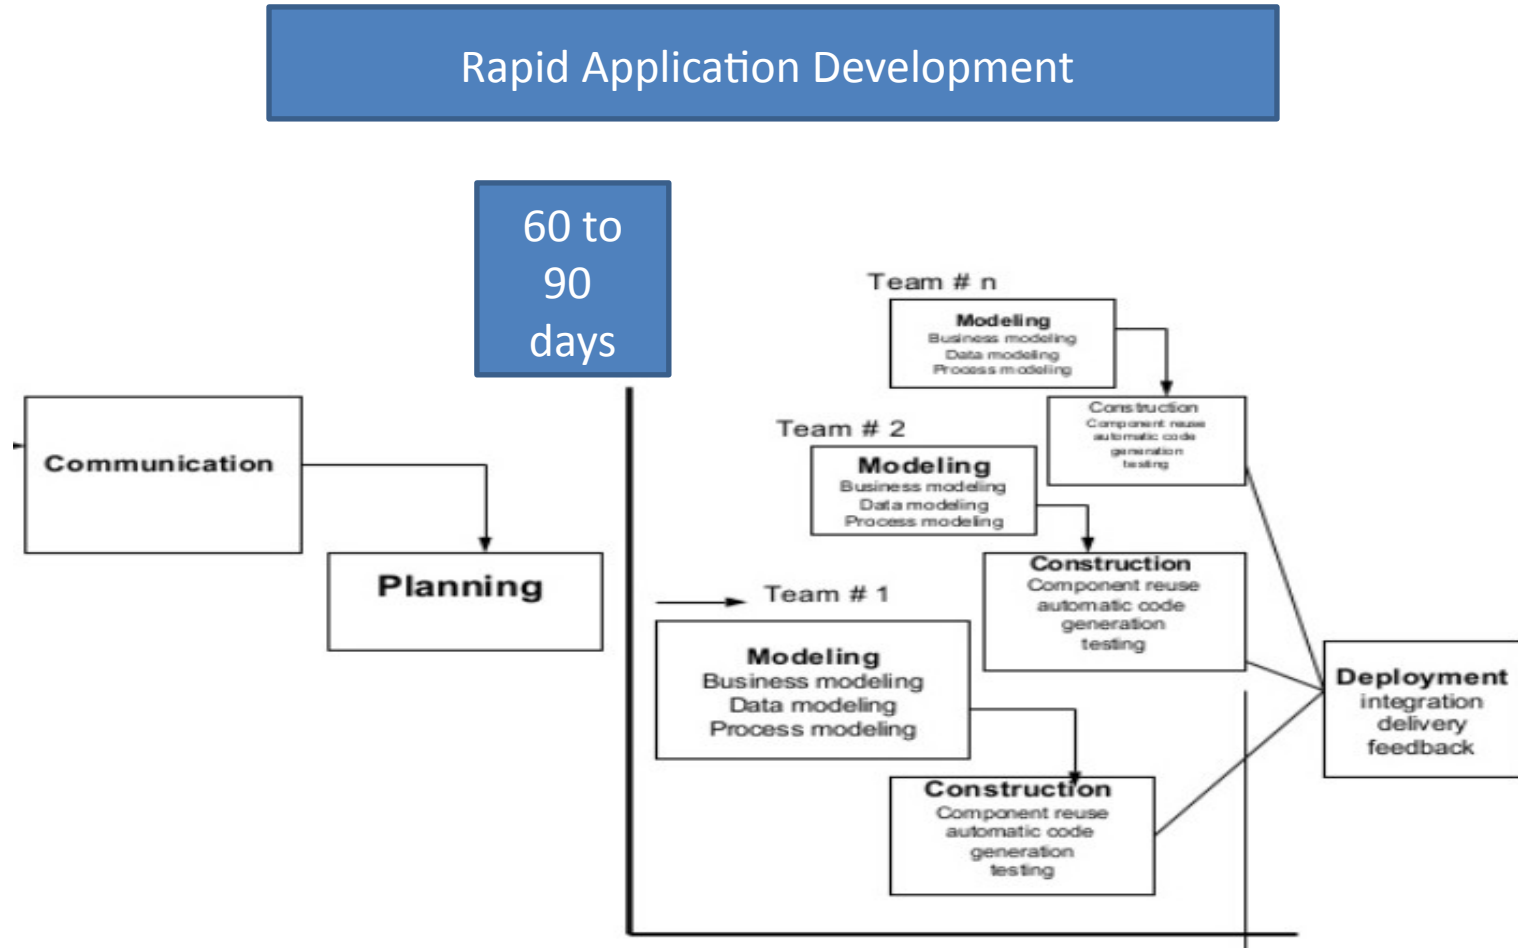 Rapid Application Development
60 to
90
days
Team # n
Modeling
Business modeling
Data modeling
Process modeling
Construction
Component reuse
automatic code
generation
testing
Team # 2
Modeling
Business modeling
Data modeling
Process modeling
Construction
Component reuse
automatic code
generation
testing
Communication
Planning
Team # 1
Modeling
Business modeling
Data modeling
Process modeling
Construction
Component reuse
automatic code
generation
testing
Deployment
integration
delivery
feedback